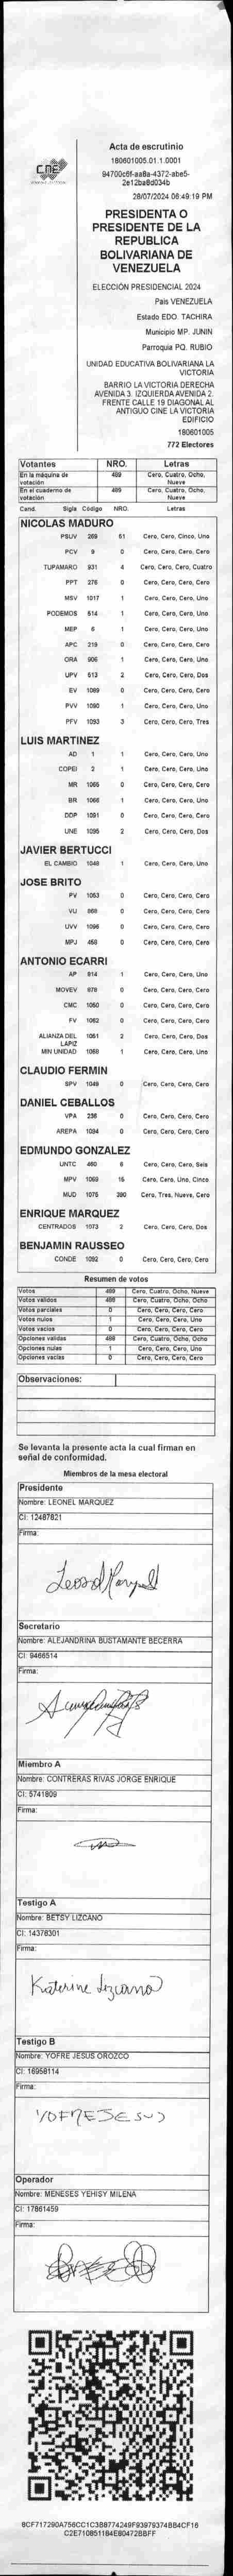 CNE
Acta de escrutinio
180601005.01.1.0001
94700c6f-aa8a-4372-abe5-
2e12ba8d034b
28/07/2024 06:49:19 PM
PRESIDENTA O
PRESIDENTE DE LA
REPUBLICA
BOLIVARIANA DE
VENEZUELA
ELECCIÓN PRESIDENCIAL 2024
País VENEZUELA
Estado EDO. TACHIRA
Municipio MP. JUNIN
Parroquia PQ. RUBIO
UNIDAD EDUCATIVA BOLIVARIANA LA
VICTORIA
BARRIO LA VICTORIA DERECHA
AVENIDA 3. IZQUIERDA AVENIDA 2.
FRENTE CALLE 19 DIAGONAL AL
ANTIGUO CINE LA VICTORIA
EDIFICIO
180601005
772 Electores
Votantes NRO. Letras
En la máquina de votación 489 Cero, Cuatro, Ocho, Nueve
En el cuaderno de votación 489 Cero, Cuatro, Ocho, Nueve
Cand. Sigla Código NRO. Letras
NICOLAS MADURO
PSUV 269 51 Cero, Cero, Cinco, Uno
PCV 9 0 Cero, Cero, Cero, Cero
TUPAMARO 931 4 Cero, Cero, Cero, Cuatro
PPT 276 0 Cero, Cero, Cero, Cero
MSV 1017 1 Cero, Cero, Cero, Uno
PODEMOS 514 1 Cero, Cero, Cero, Uno
MEP 6 1 Cero, Cero, Cero, Uno
APC 219 0 Cero, Cero, Cero, Cero
ORA 906 1 Cero, Cero, Cero, Uno
UPV 513 2 Cero, Cero, Cero, Dos
EV 1089 0 Cero, Cero, Cero, Cero
PVV 1090 1 Cero, Cero, Cero, Uno
PFV 1093 3 Cero, Cero, Cero, Tres
LUIS MARTINEZ
AD 1 1 Cero, Cero, Cero, Uno
COPEI 2 1 Cero, Cero, Cero, Uno
MR 1065 0 Cero, Cero, Cero, Cero
BR 1066 1 Cero, Cero, Cero, Uno
DDP 1091 0 Cero, Cero, Cero, Cero
UNE 1095 2 Cero, Cero, Cero, Dos
JAVIER BERTUCCI
EL CAMBIO 1048 1 Cero, Cero, Cero, Uno
JOSE BRITO
PV 1053 0 Cero, Cero, Cero, Cero
VU 868 0 Cero, Cero, Cero, Cero
UVV 1096 0 Cero, Cero, Cero, Cero
MPJ 458 0 Cero, Cero, Cero, Cero
ANTONIO ECARRI
AP 814 1 Cero, Cero, Cero, Uno
MOVEV 978 0 Cero, Cero, Cero, Cero
CMC 1050 0 Cero, Cero, Cero, Cero
FV 1062 0 Cero, Cero, Cero, Cero
ALIANZA DEL LAPIZ 1051 2 Cero, Cero, Cero, Dos
MIN UNIDAD 1068 1 Cero, Cero, Cero, Uno
CLAUDIO FERMIN
SPV 1049 0 Cero, Cero, Cero, Cero
DANIEL CEBALLOS
VPA 236 0 Cero, Cero, Cero, Cero
AREPA 1094 0 Cero, Cero, Cero, Cero
EDMUNDO GONZALEZ
UNTC 460 6 Cero, Cero, Cero, Seis
MPV 1069 15 Cero, Cero, Uno, Cinco
MUD 1075 390 Cero, Tres, Nueve, Cero
ENRIQUE MARQUEZ
CENTRADOS 1073 2 Cero, Cero, Cero, Dos
BENJAMIN RAUSSEO
CONDE 1092 0 Cero, Cero, Cero, Cero
Resumen de votos
Votos 489 Cero, Cuatro, Ocho, Nueve
Votos validos 488 Cero, Cuatro, Ocho, Ocho
Votos parciales 0 Cero, Cero, Cero, Cero
Votos nulos 1 Cero, Cero, Cero, Uno
Votos vacios 0 Cero, Cero, Cero, Cero
Opciones validas 488 Cero, Cuatro, Ocho, Ocho
Opciones nulas 1 Cero, Cero, Cero, Uno
Opciones vacias 0 Cero, Cero, Cero, Cero
Observaciones:
Se levanta la presente acta la cual firman en
señal de conformidad.
Miembros de la mesa electoral
Presidente
Nombre: LEONEL MARQUEZ
CI: 12487821
Firma:
Leonel Marquez
Secretario
Nombre: ALEJANDRINA BUSTAMANTE BECERRA
CI: 9466514
Firma:
Miembro A
Nombre: CONTRERAS RIVAS JORGE ENRIQUE
CI: 5741809
Firma:
Testigo A
Nombre: BETSY LIZCANO
CI: 14378301
Firma:
Katerine Lizcano
Testigo B
Nombre: YOFRE JESUS OROZCO
CI: 16958114
Firma:
YOFRE JESUS
Operador
Nombre: MENESES YEHISY MILENA
CI: 17861459
Firma:
8CF717290A756CC1C3B8774249F93979374BB4CF16
C2E710851184E80472BBFF